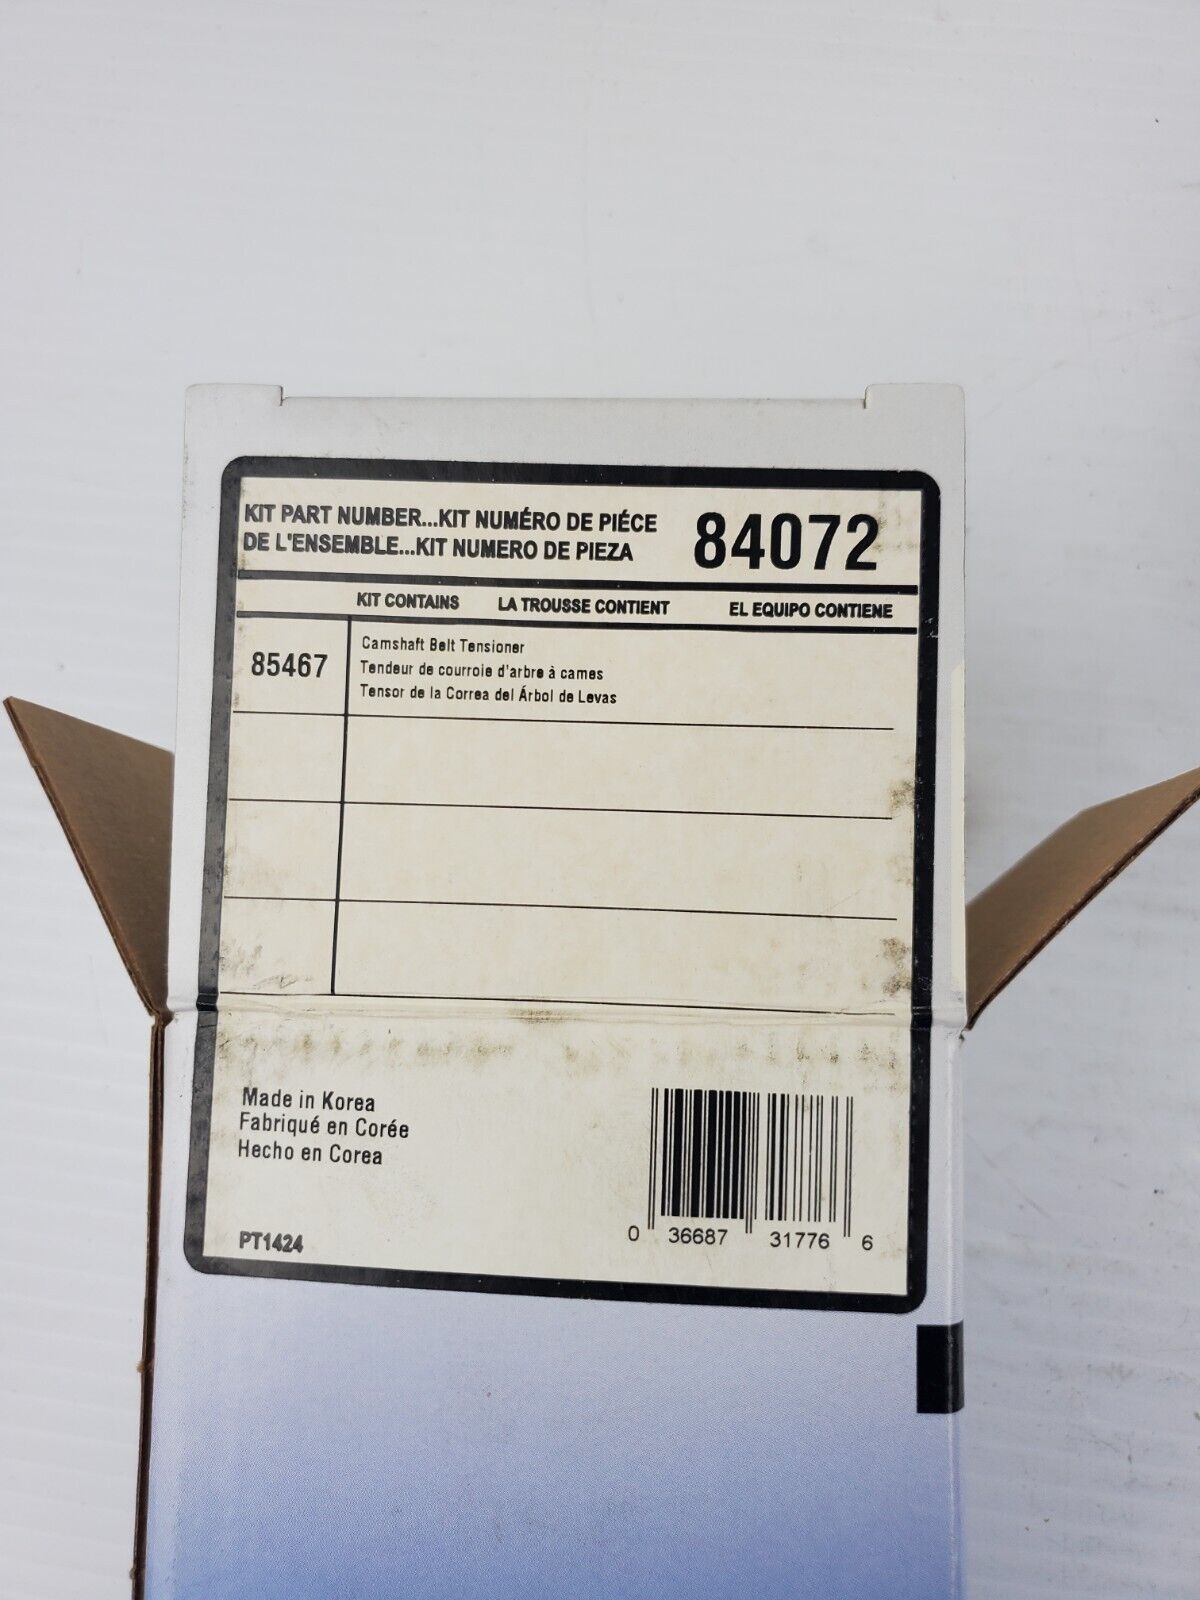 KIT PART NUMBER...KIT NUMÉRO DE PIÉCE
DE L'ENSEMBLE...KIT NUMERO DE PIEZA
84072
KIT CONTAINS LA TROUSSE CONTIENT EL EQUIPO CONTIENE
85467
Camshaft Belt Tensioner
Tendeur de courroie d'arbre à cames
Tensor de la Correa del Árbol de Levas
Made in Korea
Fabriqué en Corée
Hecho en Corea
PT1424
0 36687 31776 6